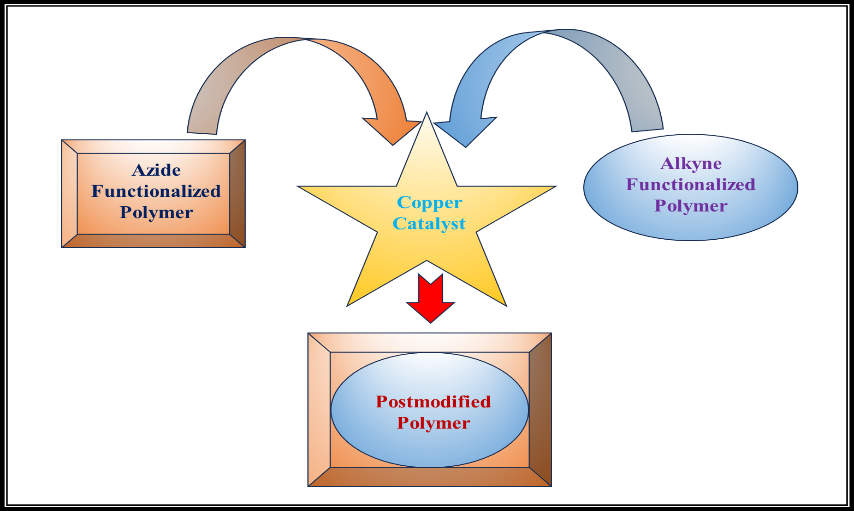 Azide
Functionalized
Polymer
Alkyne
Functionalized
Polymer
Copper
Catalyst
Postmodified
Polymer